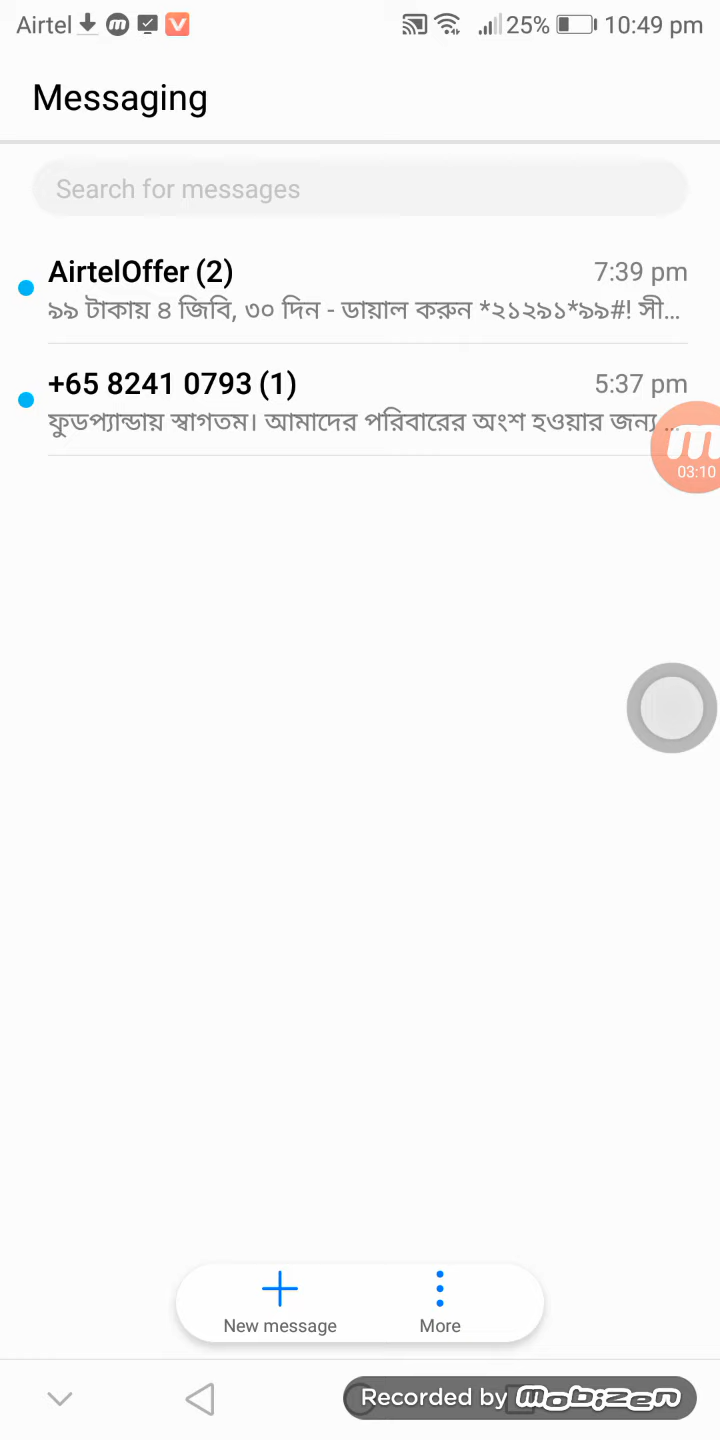 Airtel 25% 10:49 pm
Messaging
Search for messages
AirtelOffer (2) 7:39 pm
৯৯ টাকায় ৪ জিবি, ৩০ দিন - ডায়াল করুন *২১২৯১*৯৯#! সী...
+65 8241 0793 (1) 5:37 pm
ফুডপ্যান্ডায় স্বাগতম। আমাদের পরিবারের অংশ হওয়ার জন্য ...
m
03:10
New message More
Recorded by mobizen